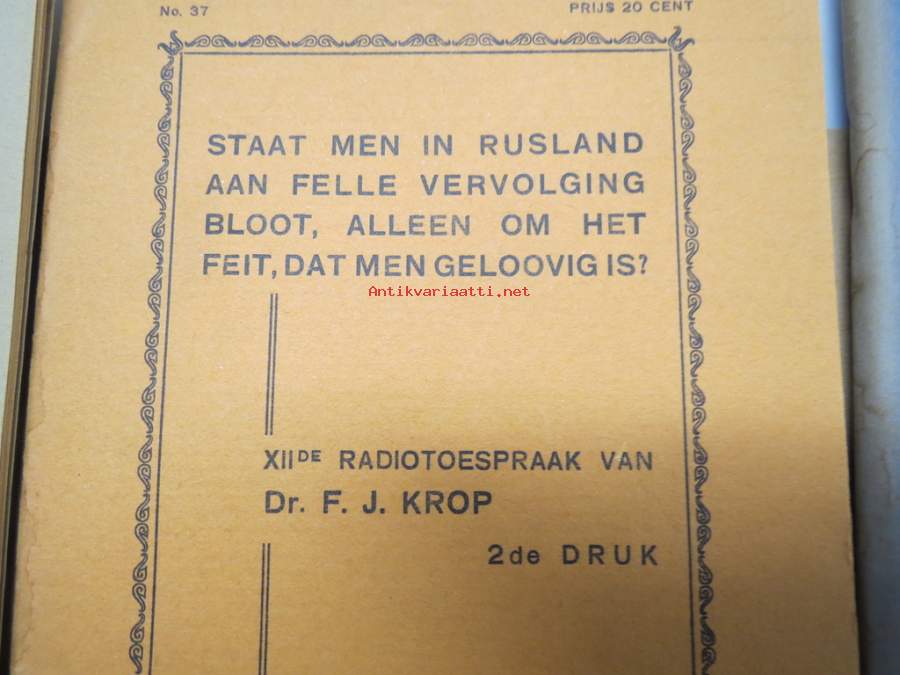 No. 37
PRIJS 20 CENT
STAAT MEN IN RUSLAND
AAN FELLE VERVOLGING
BLOOT, ALLEEN OM HET
FEIT, DAT MEN GELOOVIG IS?
Antikvariaatti.net
XIIDE RADIOTOESPRAAK VAN
Dr. F. J. KROP
2de DRUK